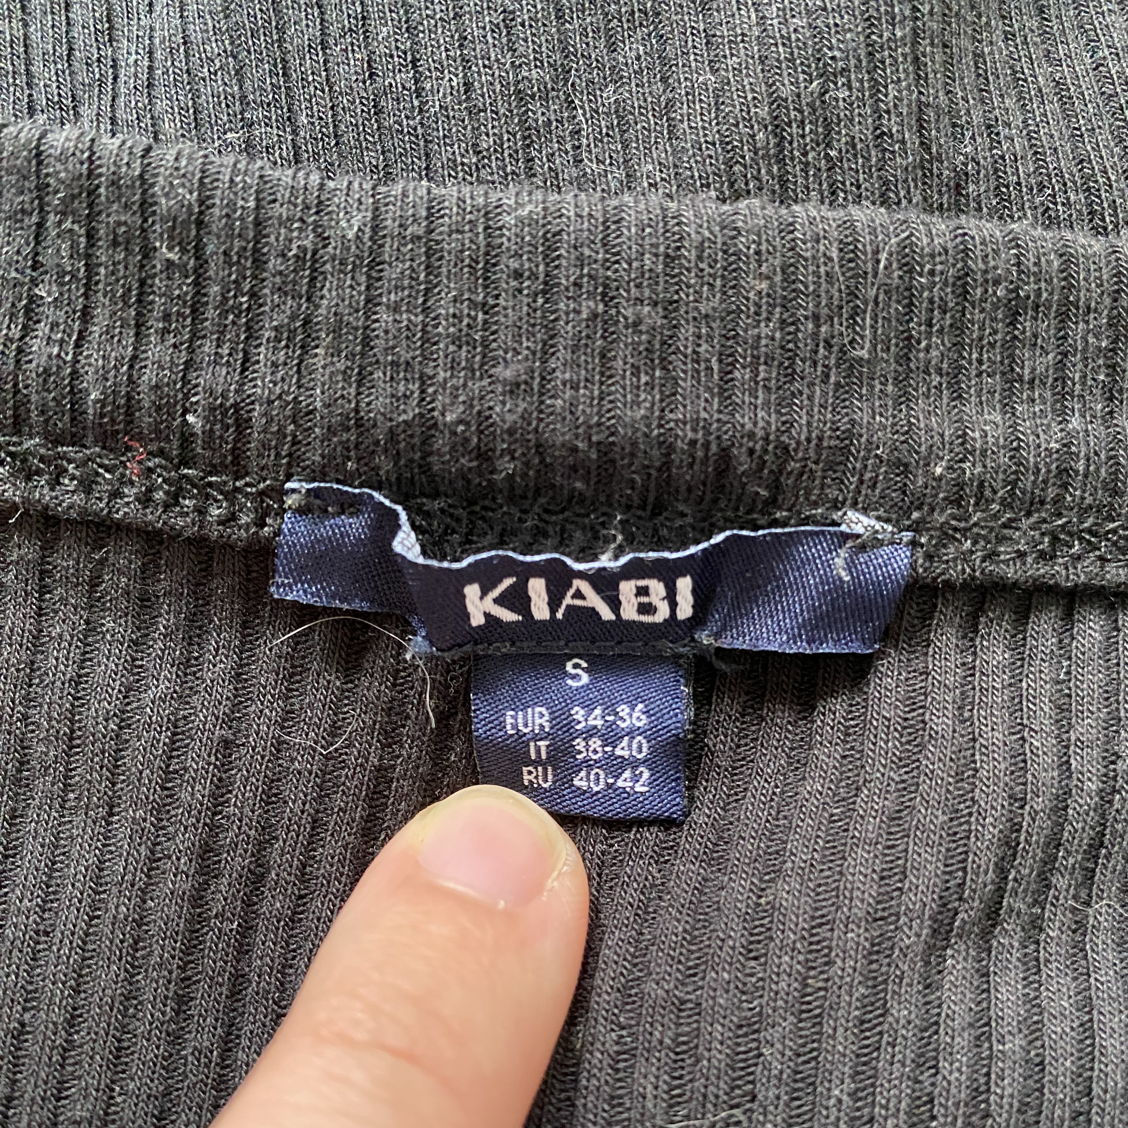 KIABI
S
EUR 34-36
IT 38-40
RU 40-42